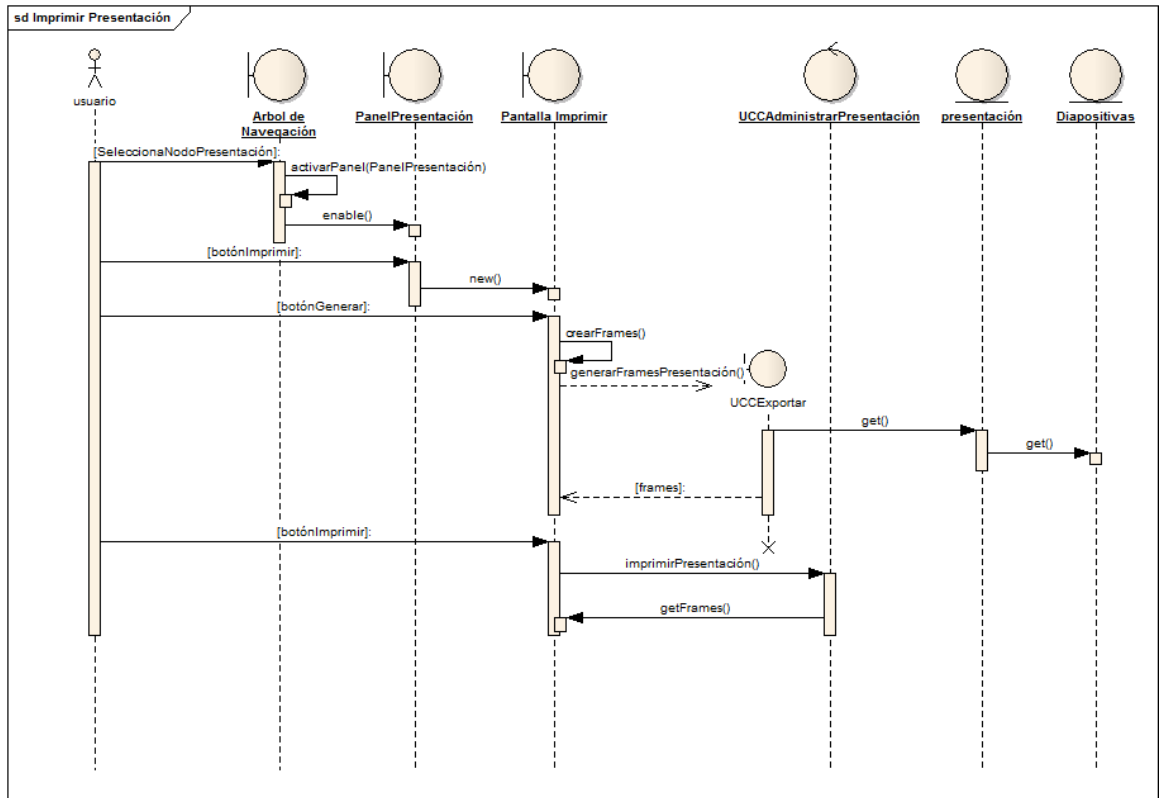 sd Imprimir Presentación
usuario
Arbol de
Navegación
PanelPresentación
Pantalla Imprimir
UCCAdministrarPresentación
presentación
Diapositivas
[SeleccionaNodoPresentación]:
activarPanel(PanelPresentación)
enable()
[botónImprimir]:
new()
[botónGenerar]:
crearFrames()
generarFramesPresentación()
UCCExportar
get()
get()
[frames]:
[botónImprimir]:
imprimirPresentación()
getFrames()